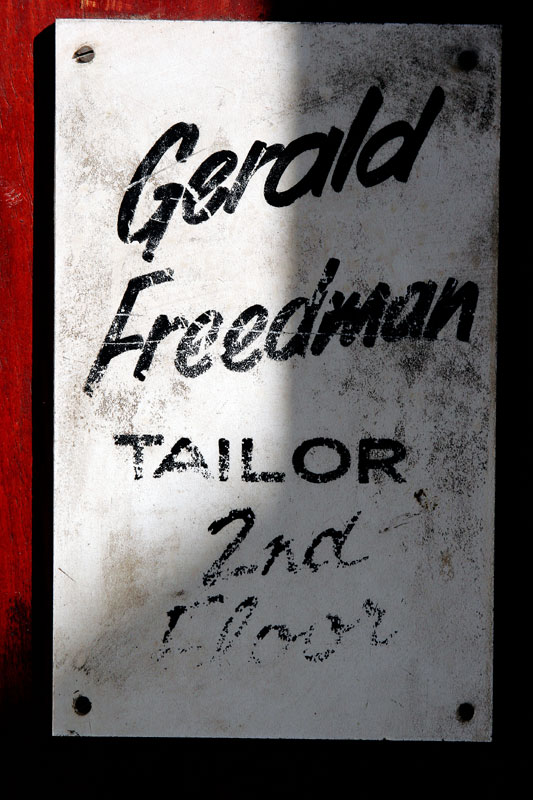 Gerald
Freedman
TAILOR
2nd
Floor